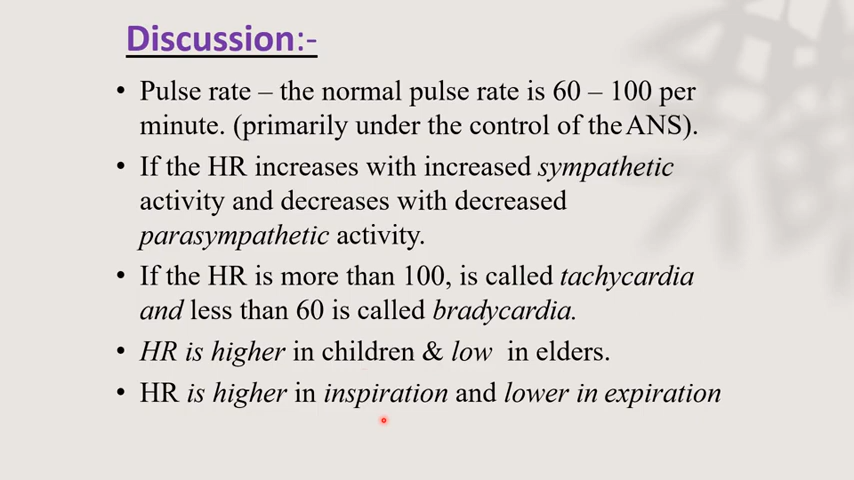 Discussion:-
• Pulse rate – the normal pulse rate is 60 – 100 per
minute. (primarily under the control of the ANS).
• If the HR increases with increased sympathetic
activity and decreases with decreased
parasympathetic activity.
• If the HR is more than 100, is called tachycardia
and less than 60 is called bradycardia.
• HR is higher in children & low in elders.
• HR is higher in inspiration and lower in expiration